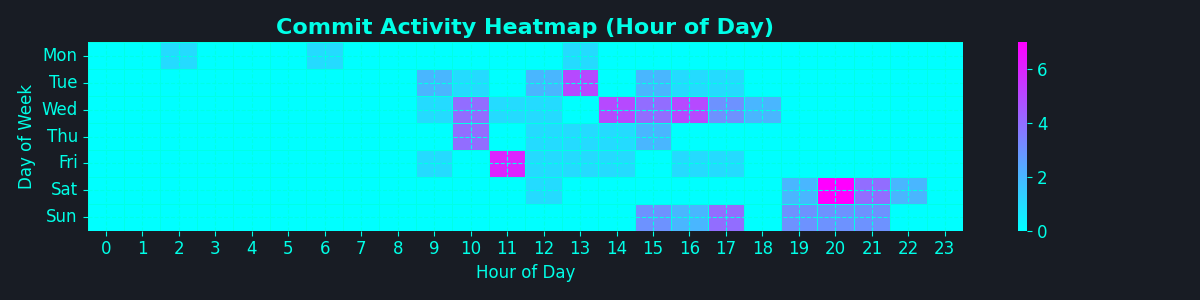 Commit Activity Heatmap (Hour of Day)
Day of Week
Mon
Tue
Wed
Thu
Fri
Sat
Sun
0 1 2 3 4 5 6 7 8 9 10 11 12 13 14 15 16 17 18 19 20 21 22 23
Hour of Day
6
4
2
0